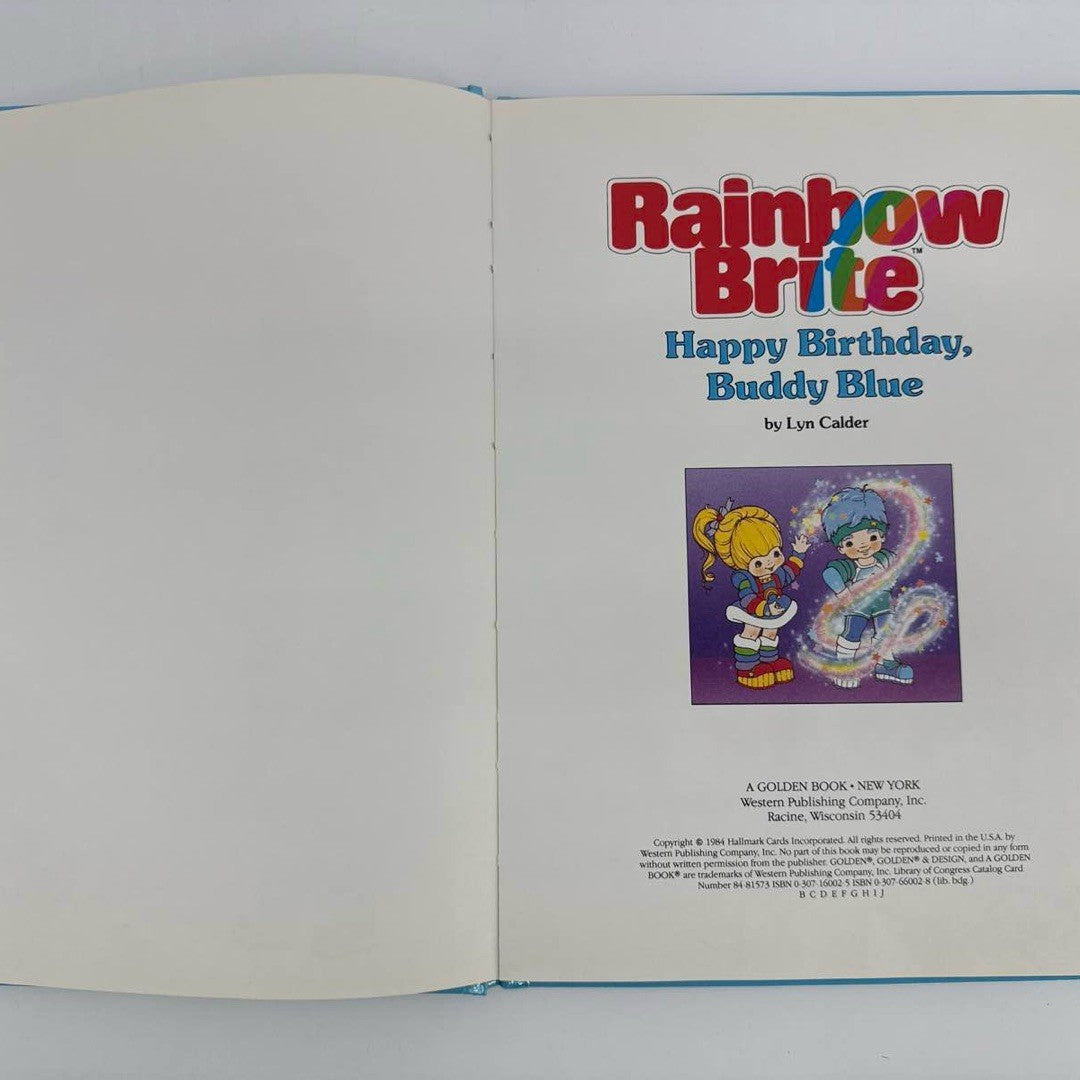 Rainbow
Brite™
Happy Birthday,
Buddy Blue
by Lyn Calder
A GOLDEN BOOK • NEW YORK
Western Publishing Company, Inc.
Racine, Wisconsin 53404
Copyright © 1984 Hallmark Cards Incorporated. All rights reserved. Printed in the U.S.A. by
Western Publishing Company, Inc. No part of this book may be reproduced or copied in any form
without written permission from the publisher. GOLDEN®, GOLDEN® & DESIGN, and A GOLDEN
BOOK® are trademarks of Western Publishing Company, Inc. Library of Congress Catalog Card
Number 84-81573 ISBN 0-307-16002-5 ISBN 0-307-66002-8 (lib. bdg.)
B C D E F G H I J